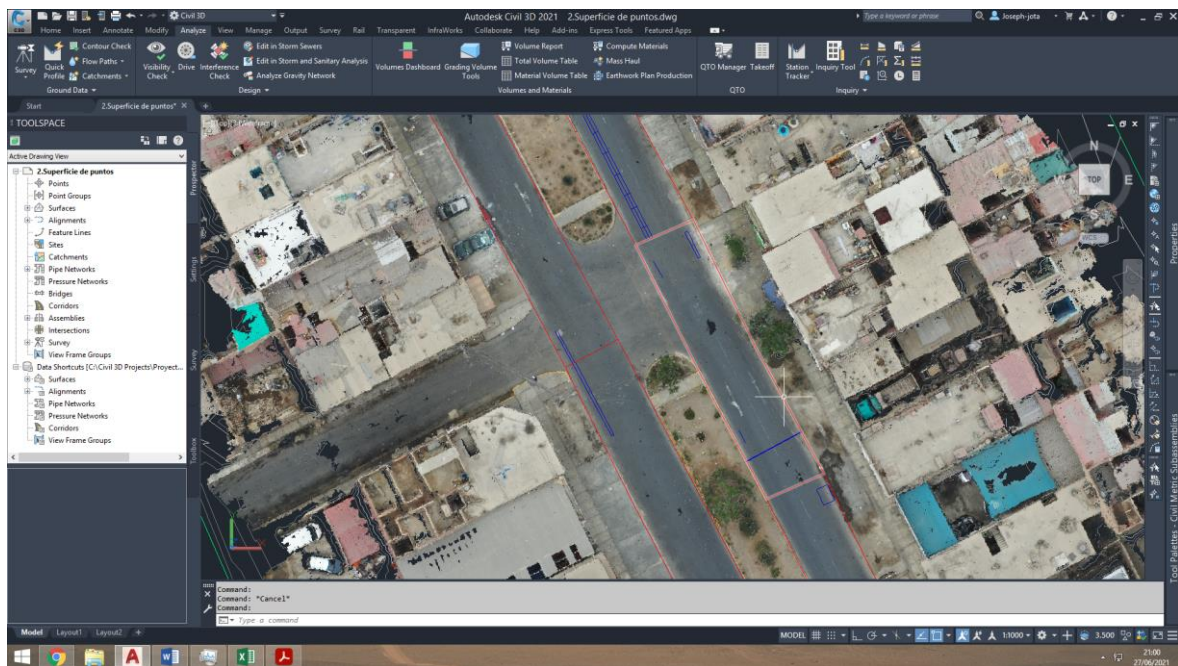 Civil 3D
Autodesk Civil 3D 2021 2.Superficie de puntos.dwg
Type a keyword or phrase
Joseph-jota
Home Insert Annotate Modify Analyze View Manage Output Survey Rail Transparent InfraWorks Collaborate Help Add-ins Express Tools Featured Apps
Survey
Quick Profile
Contour Check
Flow Paths
Catchments
Visibility Check
Drive
Interference Check
Edit in Storm Sewers
Edit in Storm and Sanitary Analysis
Analyze Gravity Network
Volumes Dashboard
Grading Volume Tools
Volume Report
Total Volume Table
Material Volume Table
Compute Materials
Mass Haul
Earthwork Plan Production
QTO Manager
Takeoff
Station Tracker
Inquiry Tool
Ground Data
Design
Volumes and Materials
QTO
Inquiry
Start
2.Superficie de puntos*
TOOLSPACE
Active Drawing View
2.Superficie de puntos
Points
Point Groups
Surfaces
Alignments
Feature Lines
Sites
Catchments
Pipe Networks
Pressure Networks
Bridges
Corridors
Assemblies
Intersections
Survey
View Frame Groups
Data Shortcuts [C:\Civil 3D Projects\Proyect...
Surfaces
Alignments
Pipe Networks
Pressure Networks
Corridors
View Frame Groups
Prospector
Settings
Survey
Toolbox
N
TOP
E
WCS
Properties
Tool Palettes - Civil Metric Subassemblies
Command:
Command: *Cancel*
Command:
Type a command
Model Layout1 Layout2 +
MODEL
1:1000
3.500
21:00
27/06/2021